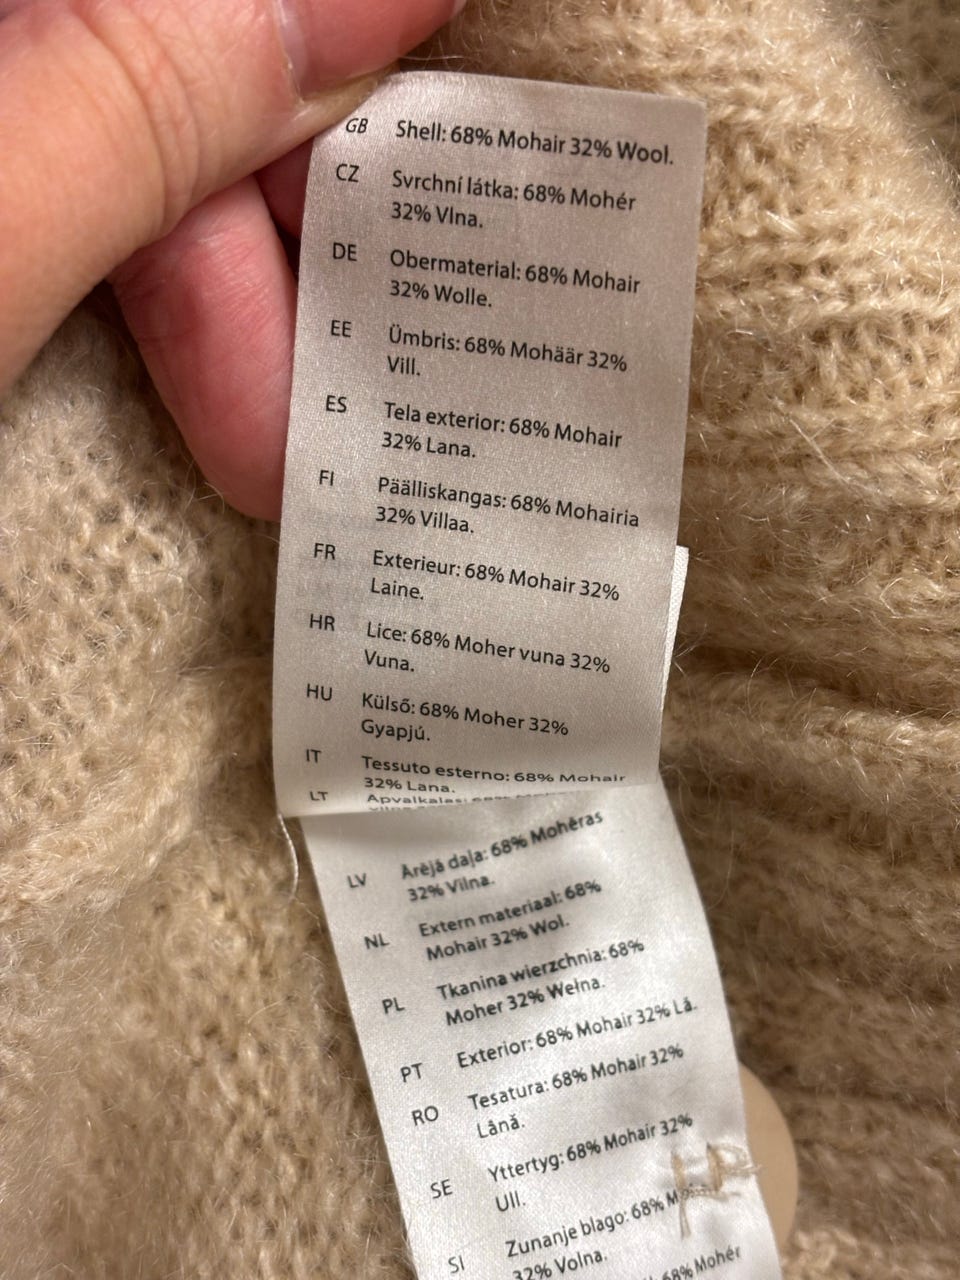 GB Shell: 68% Mohair 32% Wool.
CZ Svrchní látka: 68% Mohér
32% Vlna.
DE Obermaterial: 68% Mohair
32% Wolle.
EE Ümbris: 68% Mohäär 32%
Vill.
ES Tela exterior: 68% Mohair
32% Lana.
FI Päälliskangas: 68% Mohairia
32% Villaa.
FR Exterieur: 68% Mohair 32%
Laine.
HR Lice: 68% Moher vuna 32%
Vuna.
HU Külső: 68% Moher 32%
Gyapjú.
IT Tessuto esterno: 68% Mohair
32% Lana.
LT Apvalkalas: 68%
LV Ārējā daļa: 68% Mohēras
32% Vilna.
NL Extern materiaal: 68%
Mohair 32% Wol.
PL Tkanina wierzchnia: 68%
Moher 32% Wełna.
PT Exterior: 68% Mohair 32% Lã.
RO Tesatura: 68% Mohair 32%
Lână.
SE Yttertyg: 68% Mohair 32%
Ull.
SI Zunanje blago: 68%
32% Volna.
68% Mohér